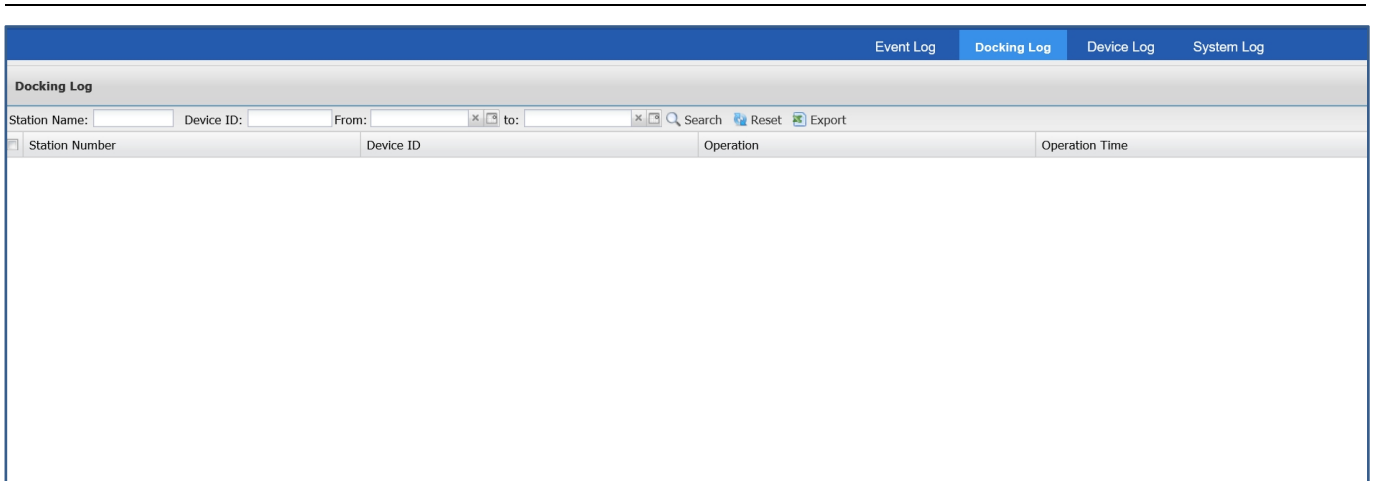 Event Log Docking Log Device Log System Log
Docking Log
Station Name: Device ID: From: to: Search Reset Export
Station Number Device ID Operation Operation Time